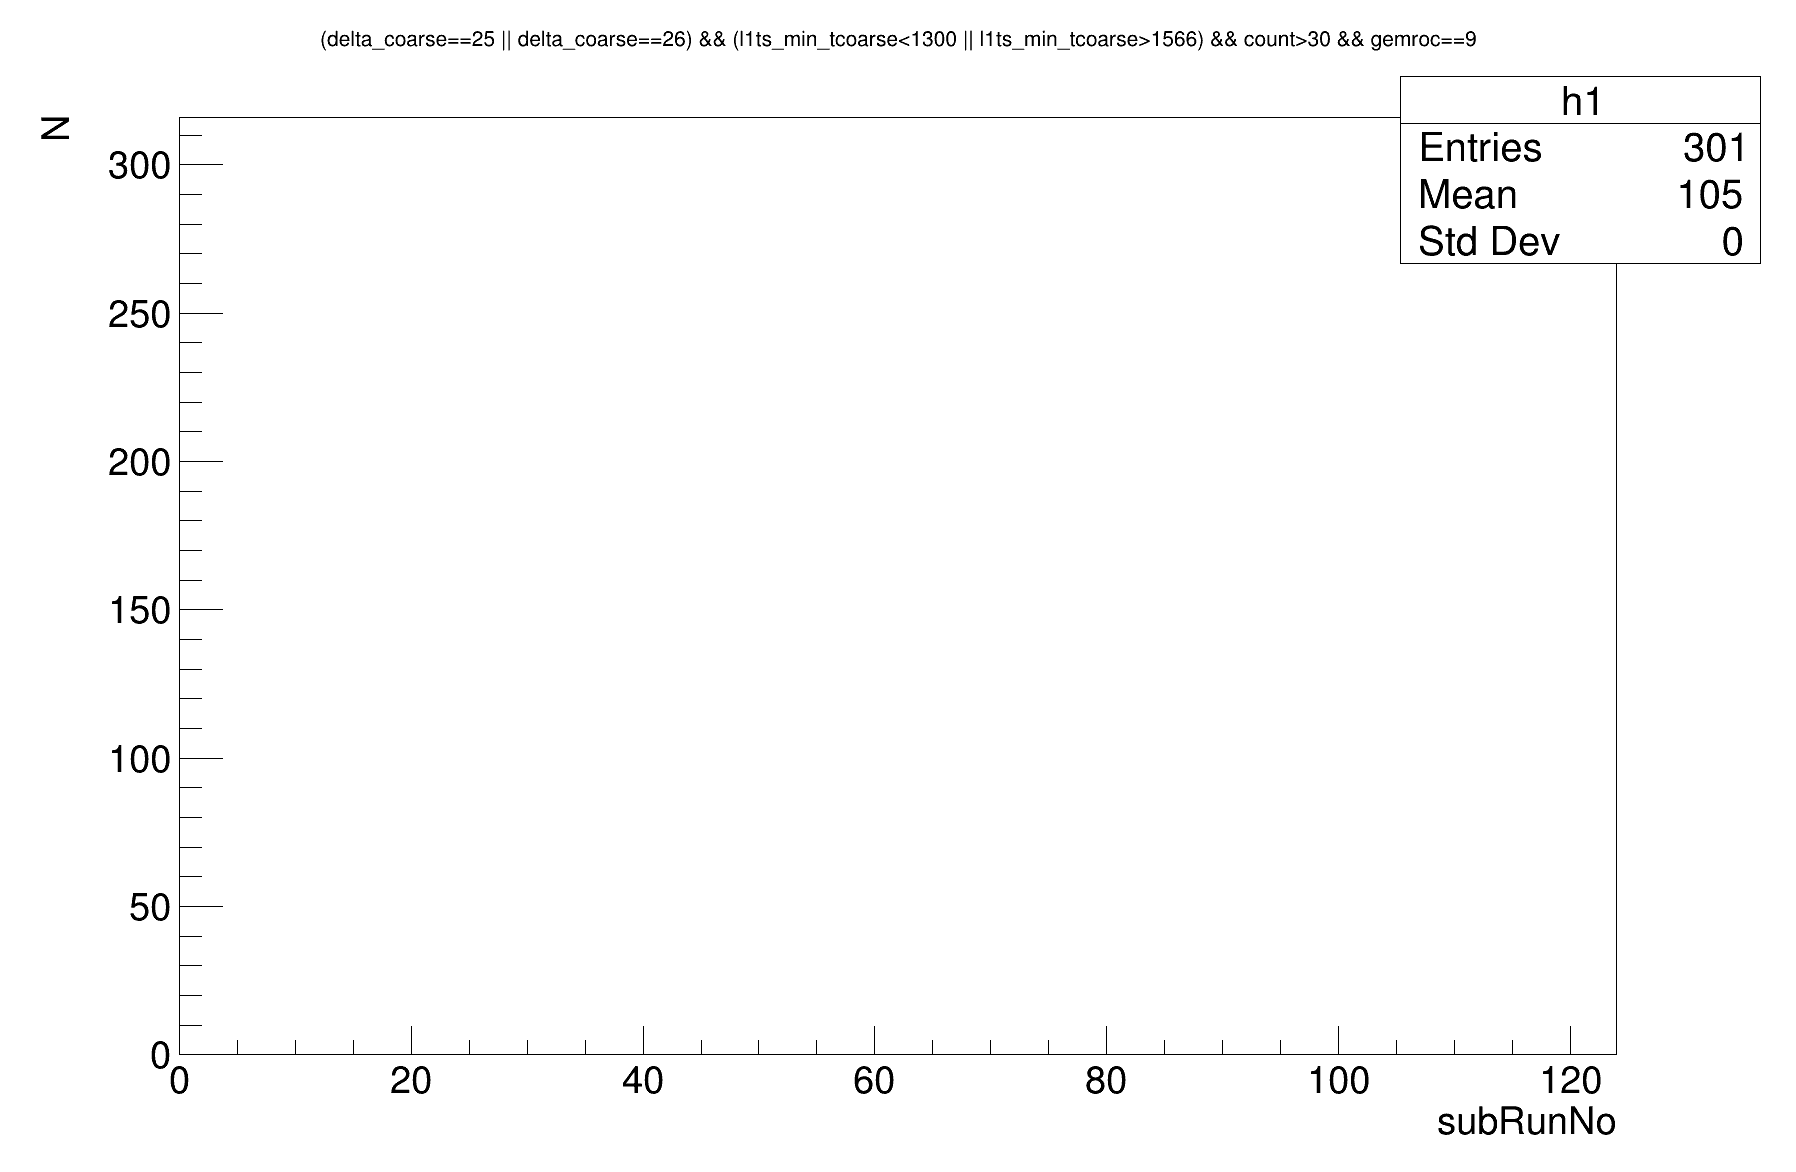 (delta_coarse==25 || delta_coarse==26) && (l1ts_min_tcoarse<1300 || l1ts_min_tcoarse>1566) && count>30 && gemroc==9
h1
Entries 301
Mean 105
Std Dev 0
N
300
250
200
150
100
50
0
0 20 40 60 80 100 120
subRunNo